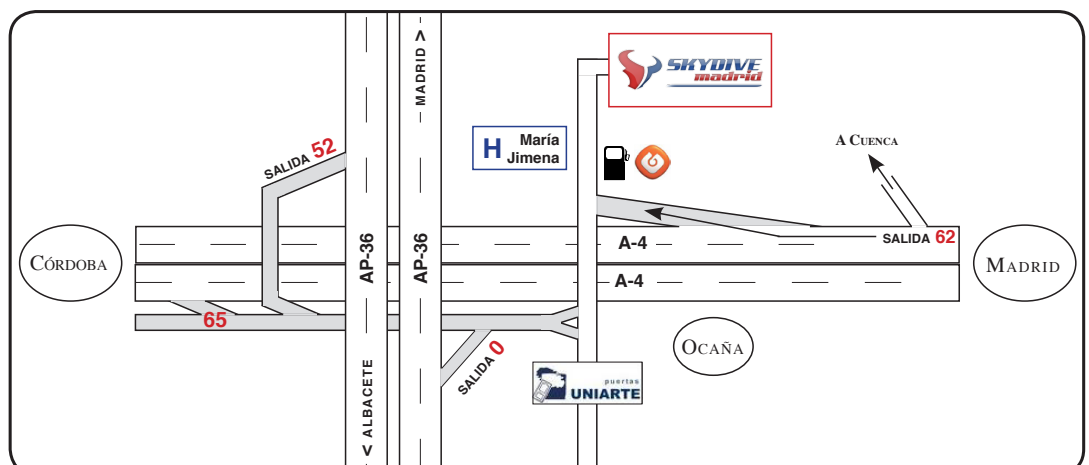 MADRID >
SKYDIVE
madrid
H
María
Jimena
SALIDA 52
A CUENCA
AP-36
AP-36
A-4
SALIDA 62
CÓRDOBA
MADRID
A-4
65
SALIDA 0
OCAÑA
< ALBACETE
puertas
UNIARTE